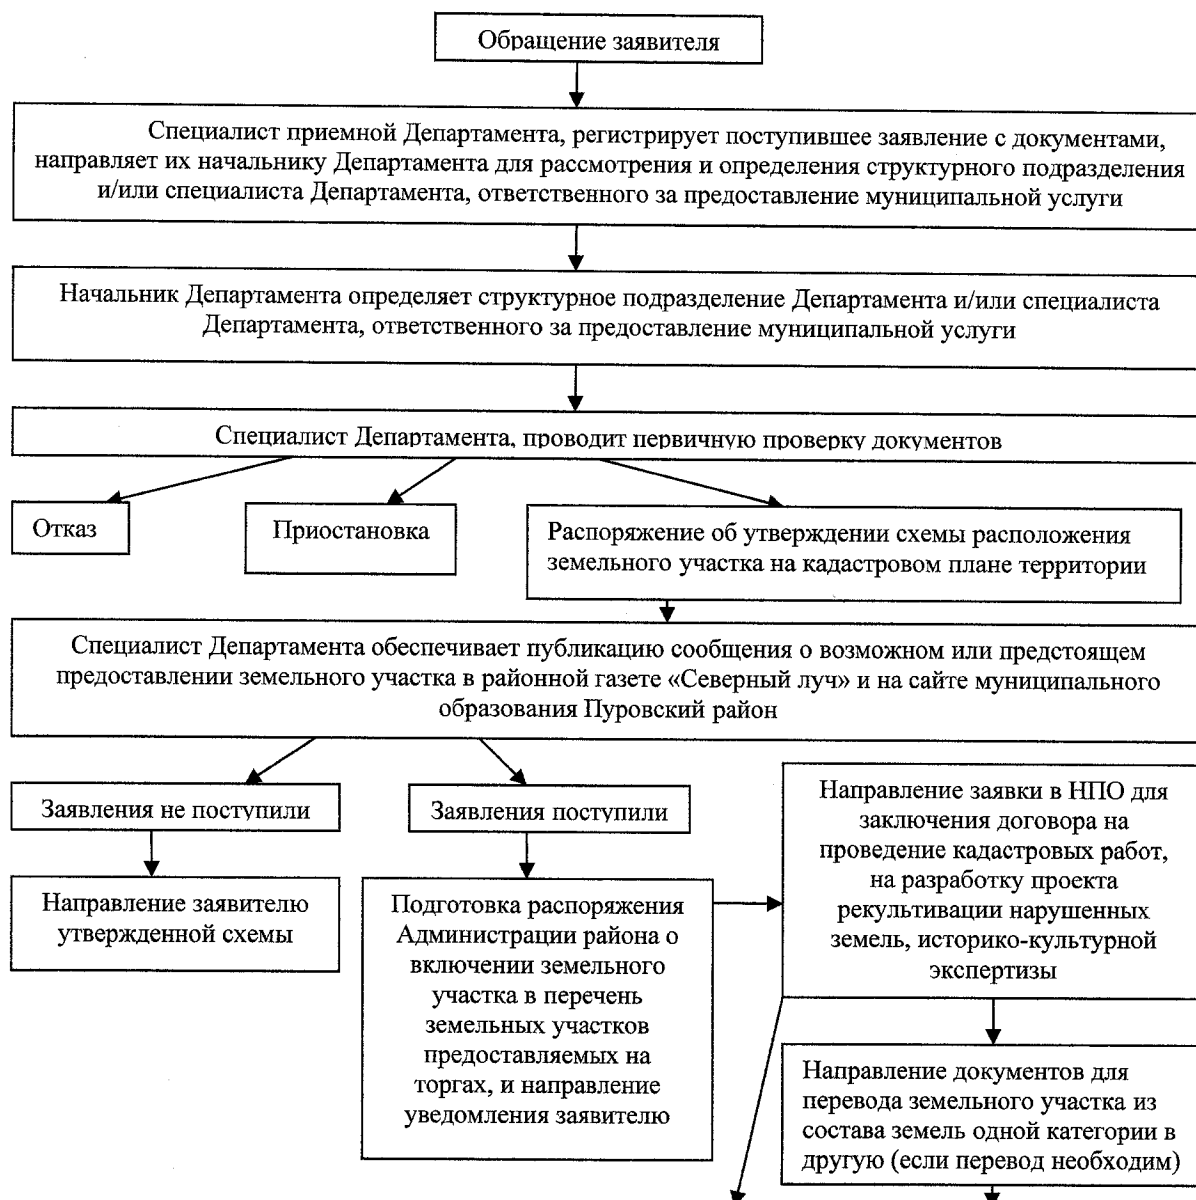 Обращение заявителя
Специалист приемной Департамента, регистрирует поступившее заявление с документами,
направляет их начальнику Департамента для рассмотрения и определения структурного подразделения
и/или специалиста Департамента, ответственного за предоставление муниципальной услуги
Начальник Департамента определяет структурное подразделение Департамента и/или специалиста
Департамента, ответственного за предоставление муниципальной услуги
Специалист Департамента, проводит первичную проверку документов
Отказ
Приостановка
Распоряжение об утверждении схемы расположения
земельного участка на кадастровом плане территории
Специалист Департамента обеспечивает публикацию сообщения о возможном или предстоящем
предоставлении земельного участка в районной газете «Северный луч» и на сайте муниципального
образования Пуровский район
Заявления не поступили
Заявления поступили
Направление заявителю
утвержденной схемы
Подготовка распоряжения
Администрации района о
включении земельного
участка в перечень
земельных участков
предоставляемых на
торгах, и направление
уведомления заявителю
Направление заявки в НПО для
заключения договора на
проведение кадастровых работ,
на разработку проекта
рекультивации нарушенных
земель, историко-культурной
экспертизы
Направление документов для
перевода земельного участка из
состава земель одной категории в
другую (если перевод необходим)